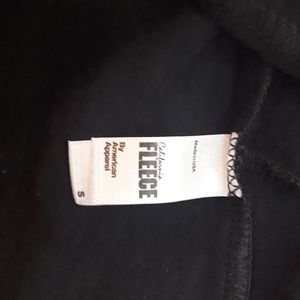 Made in USA
California
FLEECE
By
American
Apparel
S